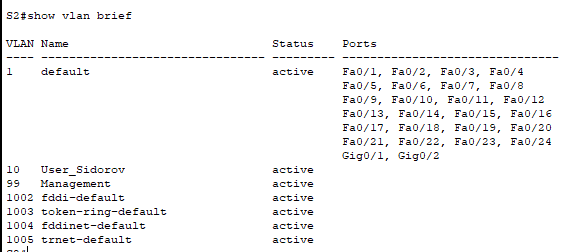 S2#show vlan brief
VLAN Name                             Status    Ports
---- -------------------------------- --------- -------------------------------
1    default                          active    Fa0/1, Fa0/2, Fa0/3, Fa0/4
                                                Fa0/5, Fa0/6, Fa0/7, Fa0/8
                                                Fa0/9, Fa0/10, Fa0/11, Fa0/12
                                                Fa0/13, Fa0/14, Fa0/15, Fa0/16
                                                Fa0/17, Fa0/18, Fa0/19, Fa0/20
                                                Fa0/21, Fa0/22, Fa0/23, Fa0/24
                                                Gig0/1, Gig0/2
10   User_Sidorov                     active
99   Management                       active
1002 fddi-default                     active
1003 token-ring-default               active
1004 fddinet-default                  active
1005 trnet-default                    active